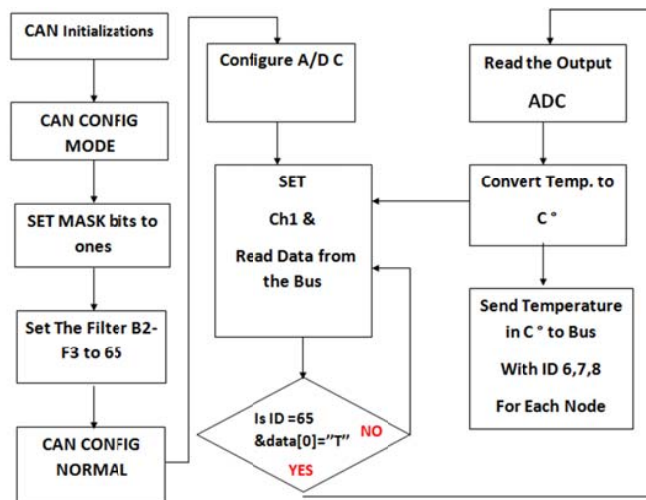 CAN Initializations
CAN CONFIG
MODE
SET MASK bits to
ones
Set The Filter B2-
F3 to 65
CAN CONFIG
NORMAL
Configure A/D C
SET
Ch1 &
Read Data from
the Bus
Is ID =65
&data[0]=”T”
NO
YES
Read the Output
ADC
Convert Temp. to
C °
Send Temperature
in C ° to Bus
With ID 6,7,8
For Each Node